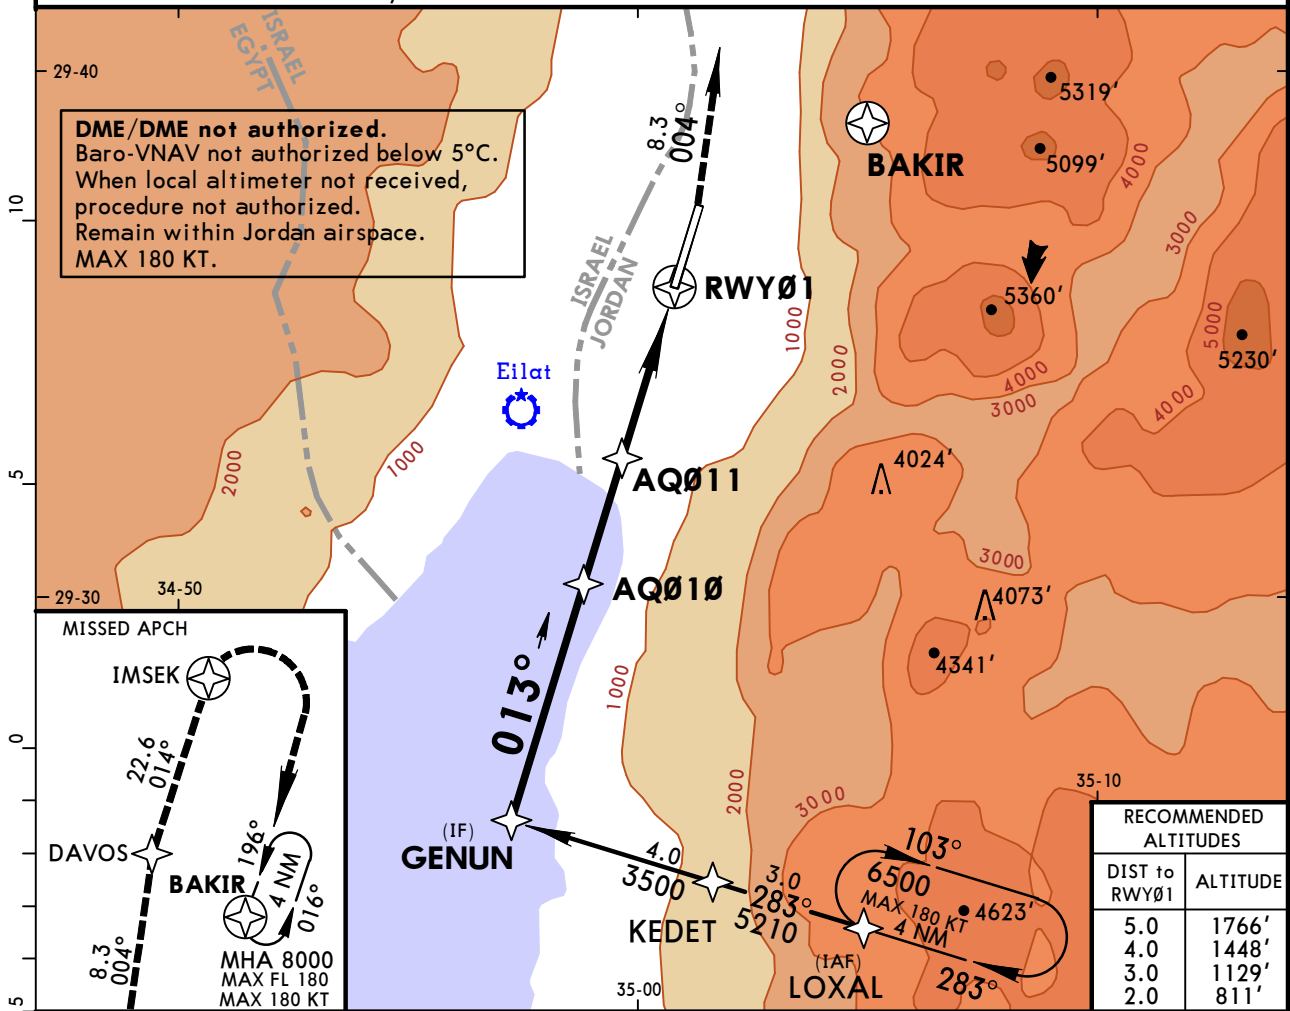 ISRAEL
EGYPT
29-40
DME/DME not authorized.
Baro-VNAV not authorized below 5°C.
When local altimeter not received,
procedure not authorized.
Remain within Jordan airspace.
MAX 180 KT.
8.3
004°
BAKIR
5319'
5099'
4000
3000
10
ISRAEL
JORDAN
RWYØ1
5360'
1000
2000
5000
5230'
Eilat
4000
3000
4000
2000
1000
5
AQØ11
4024'
3000
29-30
34-50
AQØ1Ø
4073'
4341'
1000
013°
2000
3000
35-10
0
MISSED APCH
IMSEK
22.6
014°
DAVOS
196°
4 NM
016°
BAKIR
8.3
004°
MHA 8000
MAX FL 180
MAX 180 KT
(IF)
GENUN
4.0
3500
KEDET
3.0
283°
5210
103°
6500
MAX 180 KT
4 NM
4623'
283°
(IAF)
LOXAL
35-00
5
RECOMMENDED
ALTITUDES
DIST to
RWYØ1
ALTITUDE
5.0 1766'
4.0 1448'
3.0 1129'
2.0 811'